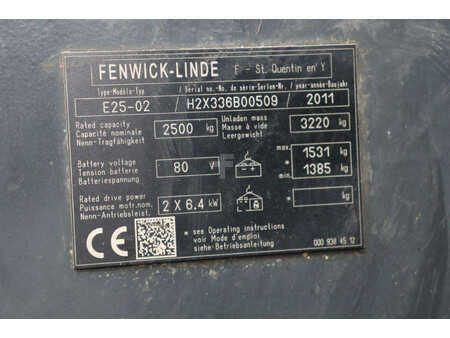 FENWICK-LINDE F - St. Quentin en Y
Type-Modèle-Typ / Serial no.-No. de série-Serien-Nr. / year-année-Baujahr
E25-02 / H2X336B00509 / 2011
Rated capacity
Capacité nominale
Nenn-Tragfähigkeit
2500 kg
Unladen mass
Masse à vide
Leergewicht
3220 kg
Battery voltage
Tension batterie
Batteriespannung
80 V
max. 1531 kg
min. 1385 kg
Rated drive power
Puissance motr.nom.
Nenn-Antriebsleist.
2 X 6.4 kW
* kg
CE
* see Operating instructions
voir Mode d'emploi
siehe Betriebsanleitung
000 938 45 12